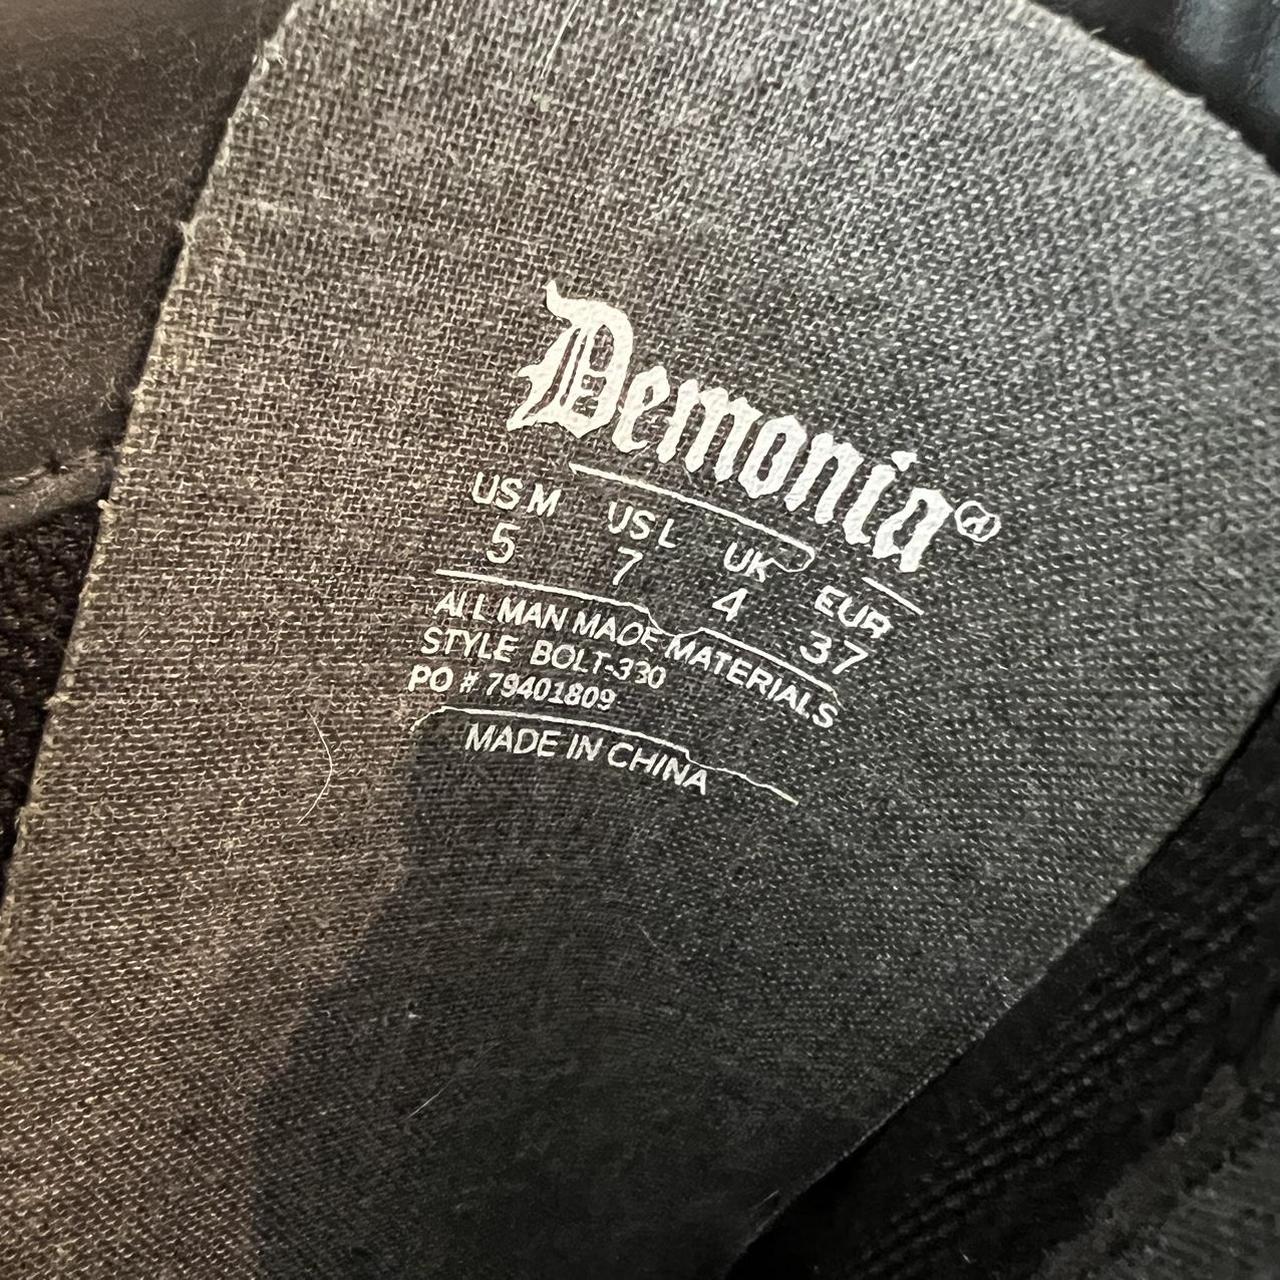 Demonia®
US M US L UK EUR
5 7 4 37
ALL MAN MADE MATERIALS
STYLE BOLT-330
PO # 79401809
MADE IN CHINA